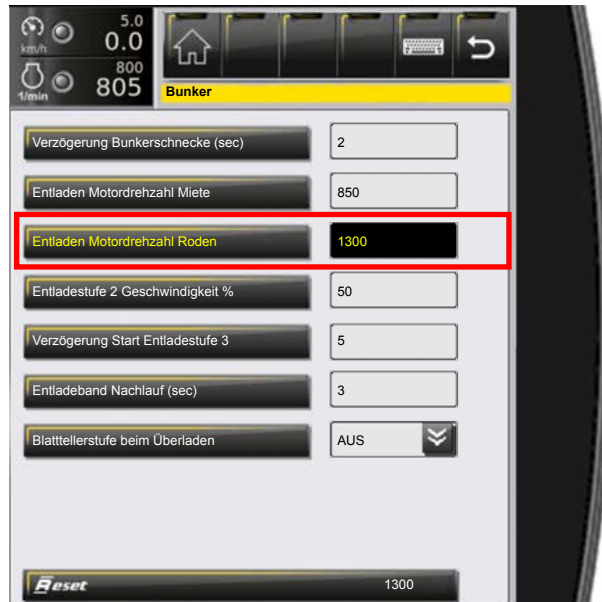 5.0
km/h 0.0
800
1/min 805
Bunker
Verzögerung Bunkerschnecke (sec) 2
Entladen Motordrehzahl Miete 850
Entladen Motordrehzahl Roden 1300
Entladestufe 2 Geschwindigkeit % 50
Verzögerung Start Entladestufe 3 5
Entladeband Nachlauf (sec) 3
Blatttellerstufe beim Überladen AUS
Reset 1300